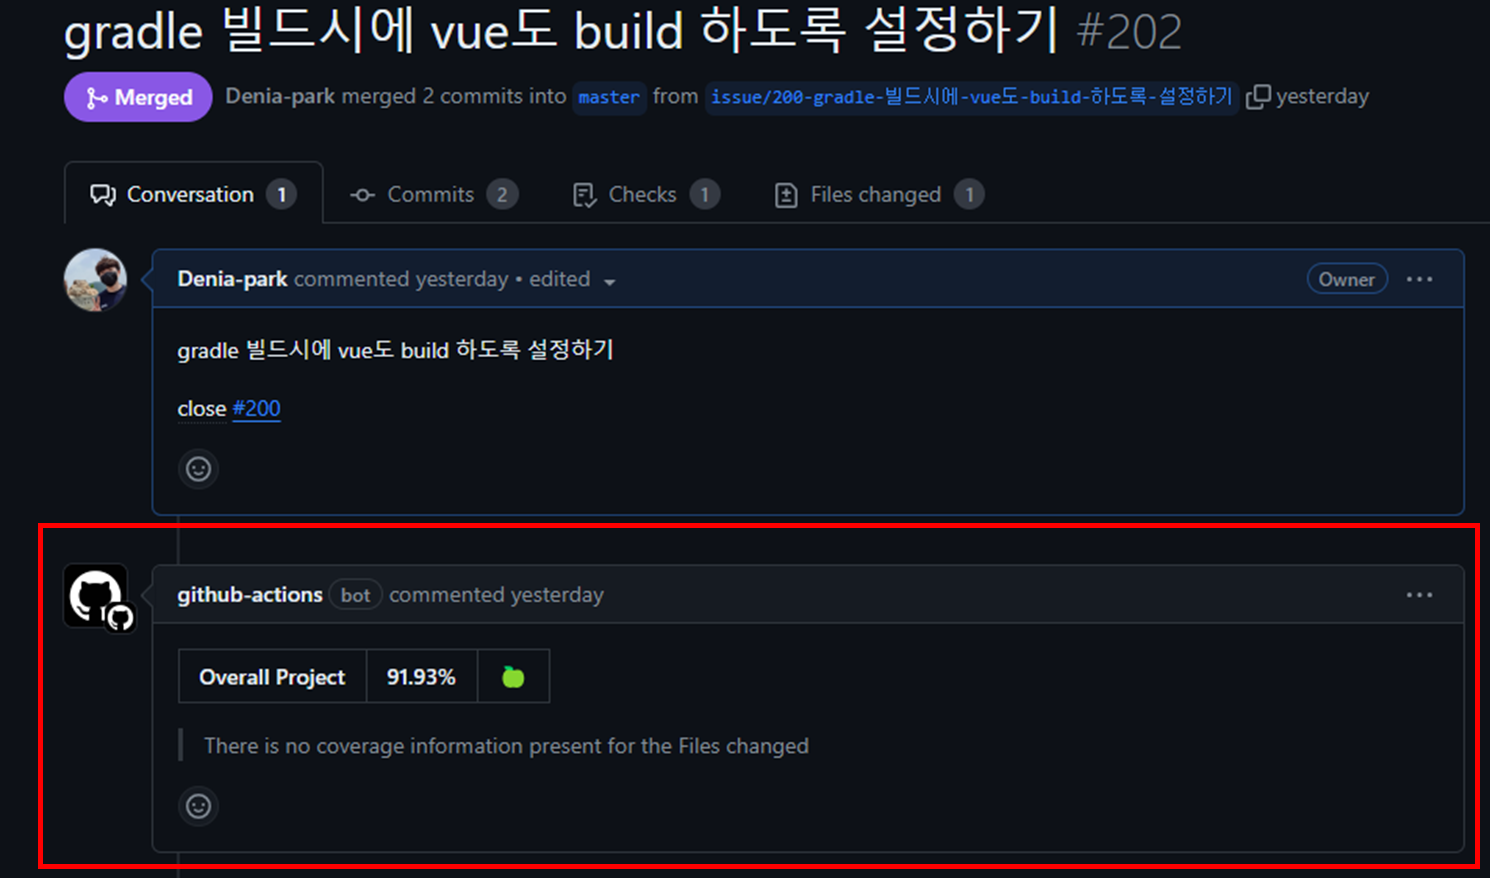 gradle 빌드시에 vue도 build 하도록 설정하기 #202
Merged Denia-park merged 2 commits into master from issue/200-gradle-빌드시에-vue도-build-하도록-설정하기 yesterday
Conversation 1 Commits 2 Checks 1 Files changed 1
Denia-park commented yesterday • edited Owner ...
gradle 빌드시에 vue도 build 하도록 설정하기
close #200
github-actions bot commented yesterday ...
Overall Project 91.93% 🍏
There is no coverage information present for the Files changed